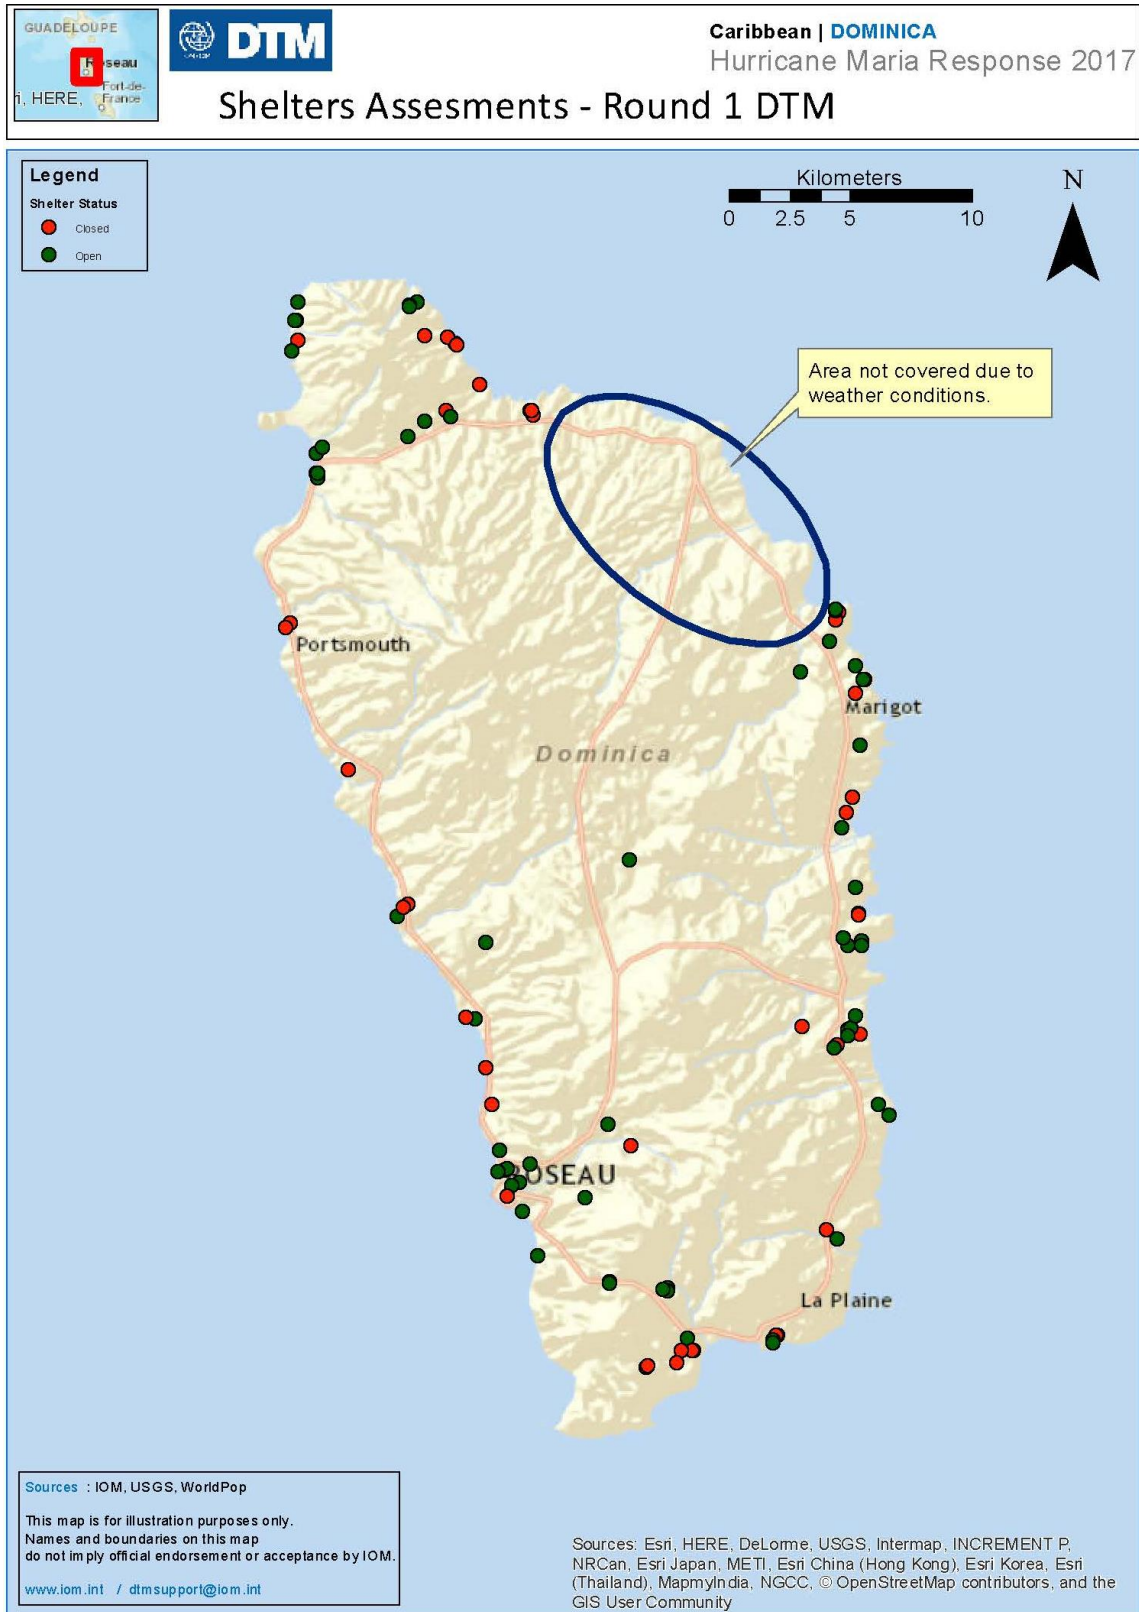 GUADELOUPE
Roseau
Fort-de-
France
i, HERE,
DTM
Caribbean | DOMINICA
Hurricane Maria Response 2017
Shelters Assesments - Round 1 DTM
Legend
Shelter Status
Closed
Open
Kilometers
0 2.5 5 10
N
Area not covered due to
weather conditions.
Portsmouth
Marigot
Dominica
ROSEAU
La Plaine
Sources : IOM, USGS, WorldPop
This map is for illustration purposes only.
Names and boundaries on this map
do not imply official endorsement or acceptance by IOM.
www.iom.int / dtmsupport@iom.int
Sources: Esri, HERE, DeLorme, USGS, Intermap, INCREMENT P,
NRCan, Esri Japan, METI, Esri China (Hong Kong), Esri Korea, Esri
(Thailand), MapmyIndia, NGCC, © OpenStreetMap contributors, and the
GIS User Community